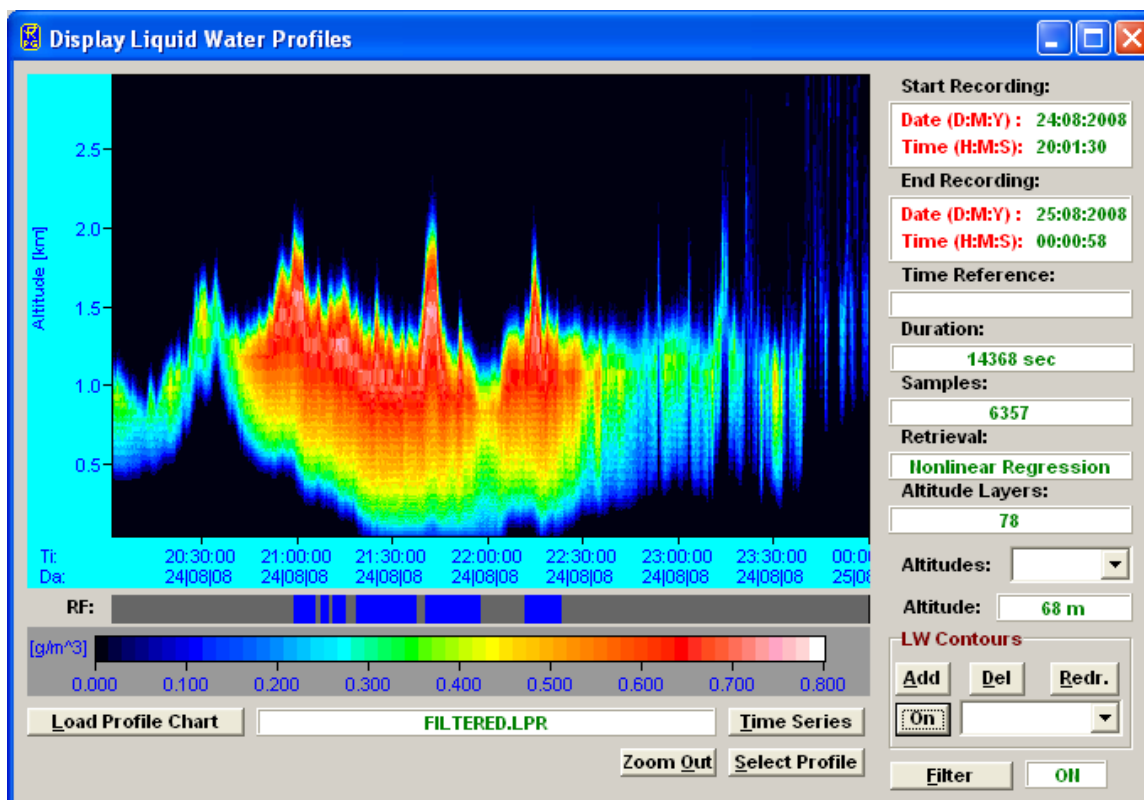 RPG
Display Liquid Water Profiles
Altitude [km]
2.5
2.0
1.5
1.0
0.5
Ti: 20:30:00 21:00:00 21:30:00 22:00:00 22:30:00 23:00:00 23:30:00 00:0
Da: 24|08|08 24|08|08 24|08|08 24|08|08 24|08|08 24|08|08 24|08|08 25|08
RF:
[g/m^3]
0.000 0.100 0.200 0.300 0.400 0.500 0.600 0.700 0.800
Load Profile Chart FILTERED.LPR Time Series
Zoom Out Select Profile
Start Recording:
Date (D:M:Y) : 24:08:2008
Time (H:M:S): 20:01:30
End Recording:
Date (D:M:Y) : 25:08:2008
Time (H:M:S): 00:00:58
Time Reference:
Duration:
14368 sec
Samples:
6357
Retrieval:
Nonlinear Regression
Altitude Layers:
78
Altitudes:
Altitude: 68 m
LW Contours
Add Del Redr.
On
Filter ON